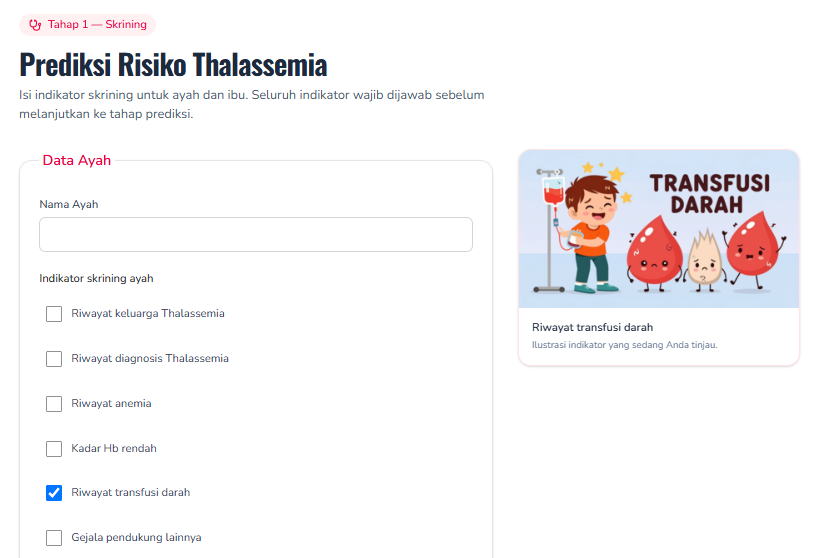 Tahap 1 — Skrining
Prediksi Risiko Thalassemia
Isi indikator skrining untuk ayah dan ibu. Seluruh indikator wajib dijawab sebelum
melanjutkan ke tahap prediksi.
Data Ayah
Nama Ayah
Indikator skrining ayah
Riwayat keluarga Thalassemia
Riwayat diagnosis Thalassemia
Riwayat anemia
Kadar Hb rendah
Riwayat transfusi darah
Gejala pendukung lainnya
TRANSFUSI
DARAH
Riwayat transfusi darah
Ilustrasi indikator yang sedang Anda tinjau.